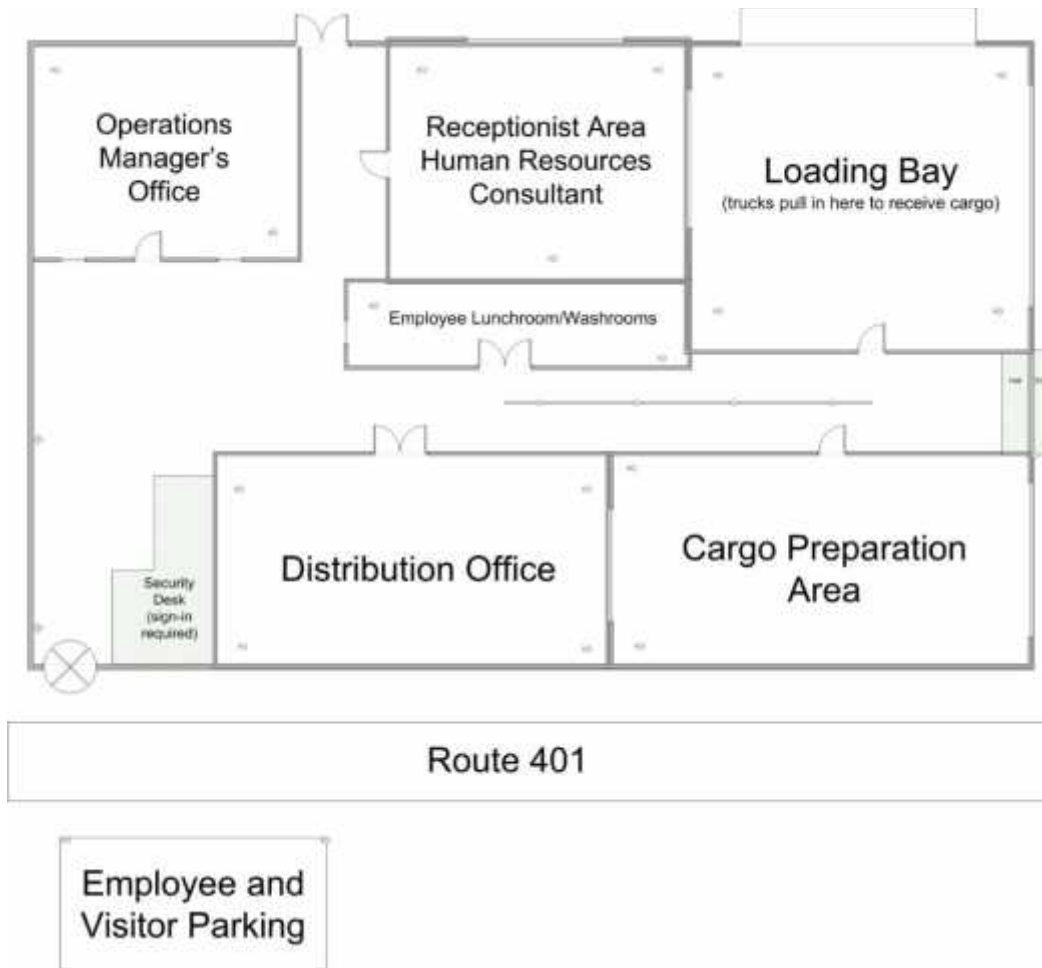 Operations
Manager's
Office
Receptionist Area
Human Resources
Consultant
Loading Bay
(trucks pull in here to receive cargo)
Employee Lunchroom/Washrooms
Distribution Office
Cargo Preparation
Area
Security
Desk
(sign-in
required)
Route 401
Employee and
Visitor Parking